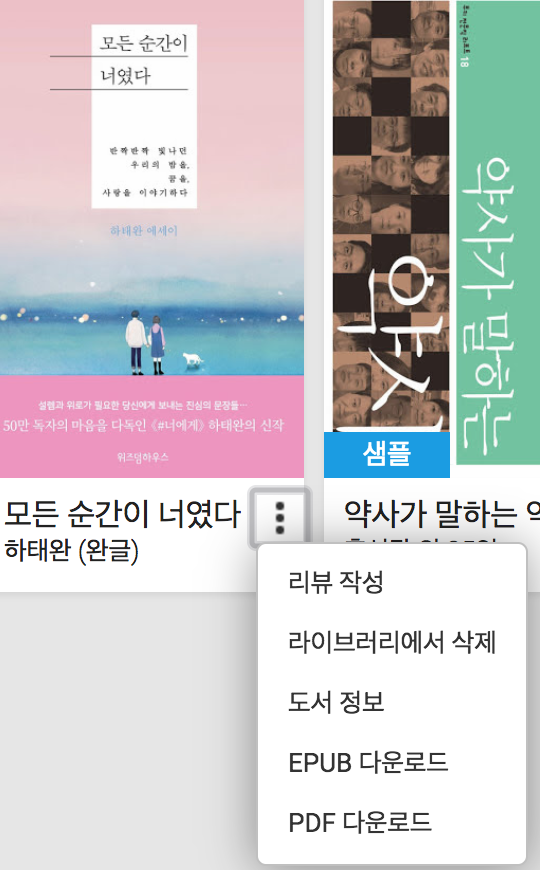 모든 순간이
너였다
반짝반짝 빛나던
우리의 밤을,
꿈을,
사랑을 이야기하다
하태완 에세이
설렘과 위로가 필요한 당신에게 보내는 진심의 문장들—
50만 독자의 마음을 다독인 《#너에게》 하태완의 신작
위즈덤하우스
모든 순간이 너였다
하태완 (완글)
18
약사가 말하는
약사
샘플
약사가 말하는 약
리뷰 작성
라이브러리에서 삭제
도서 정보
EPUB 다운로드
PDF 다운로드